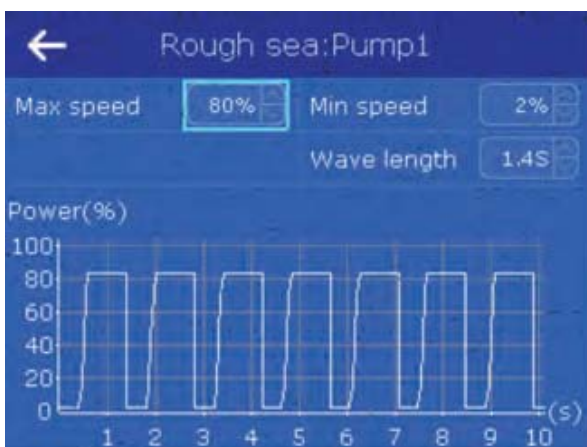 Rough sea:Pump1
Max speed 80% Min speed 2%
Wave length 1.4S
Power(%)
100
80
60
40
20
0
1 2 3 4 5 6 7 8 9 10 (s)